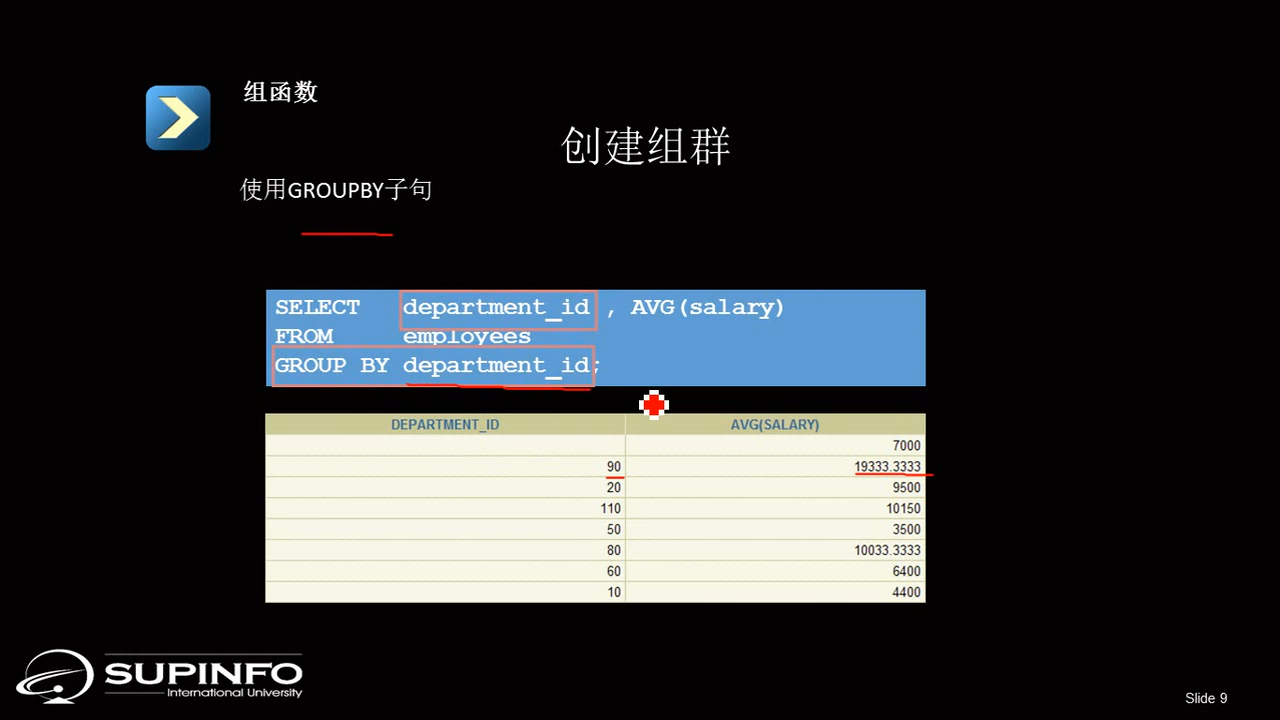 组函数
创建组群
使用GROUPBY子句
SELECT department_id , AVG(salary)
FROM employees
GROUP BY department_id;
DEPARTMENT_ID AVG(SALARY)
7000
90 19333.3333
20 9500
110 10150
50 3500
80 10033.3333
60 6400
10 4400
SUPINFO
International University
Slide 9